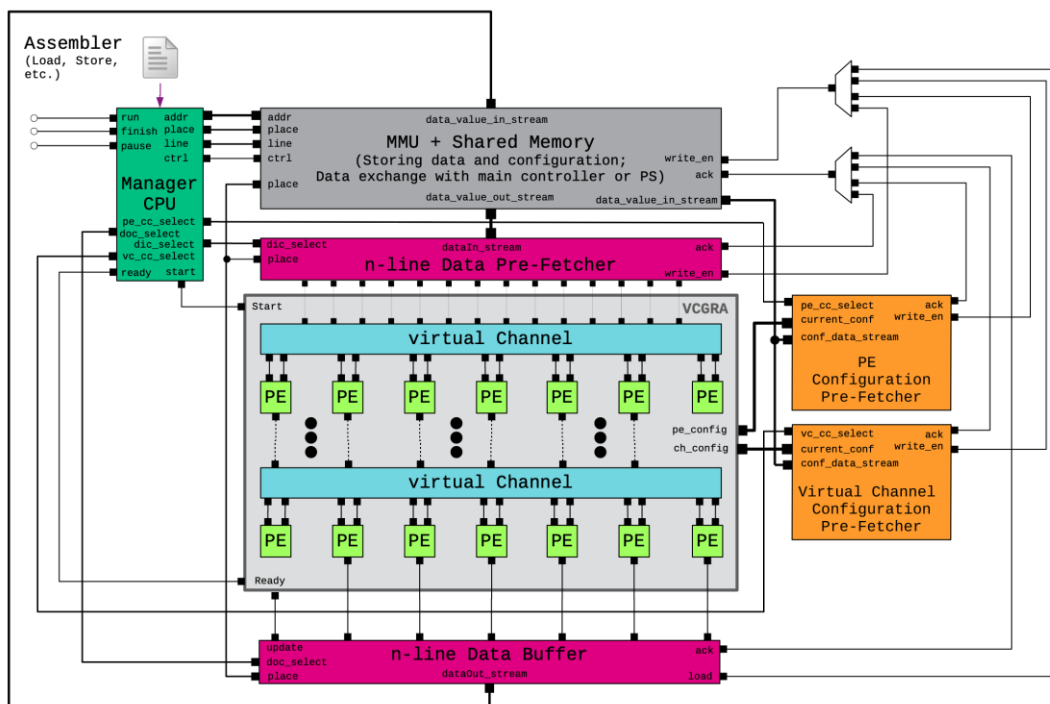 Assembler
(Load, Store,
etc.)
run
finish
pause
addr
place
line
ctrl
Manager
CPU
pe_cc_select
doc_select
dic_select
vc_cc_select
ready
start
addr
place
line
ctrl
place
data_value_in_stream
MMU + Shared Memory
(Storing data and configuration;
Data exchange with main controller or PS)
data_value_out_stream
write_en
ack
data_value_in_stream
dic_select
place
dataIn_stream
n-line Data Pre-Fetcher
ack
write_en
Start
VCGRA
virtual Channel
PE PE PE PE PE PE PE
pe_config
ch_config
virtual Channel
PE PE PE PE PE PE PE
Ready
pe_cc_select
current_conf
conf_data_stream
ack
write_en
PE
Configuration
Pre-Fetcher
vc_cc_select
current_conf
conf_data_stream
ack
write_en
Virtual Channel
Configuration
Pre-Fetcher
update
doc_select
place
n-line Data Buffer
dataOut_stream
ack
load